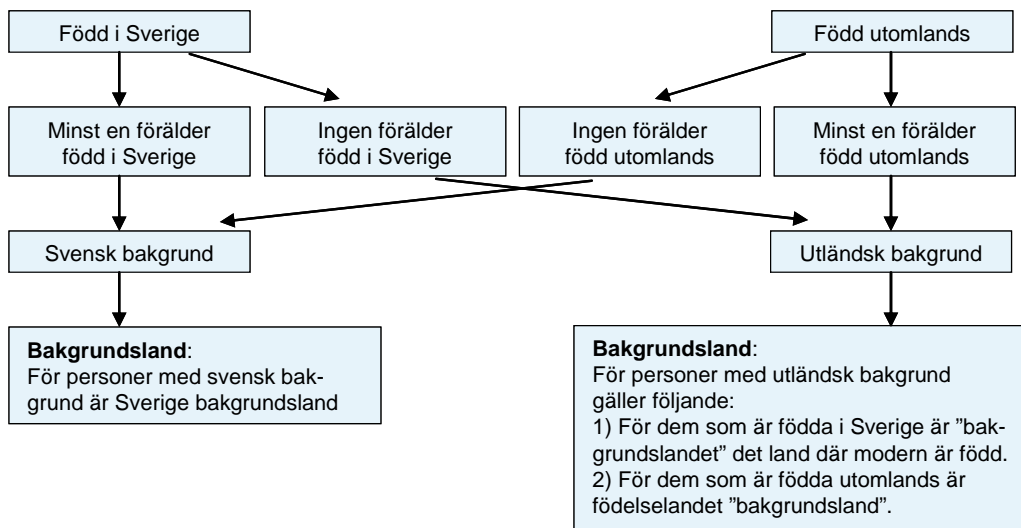 Född i Sverige
Född utomlands
Minst en förälder
född i Sverige
Ingen förälder
född i Sverige
Ingen förälder
född utomlands
Minst en förälder
född utomlands
Svensk bakgrund
Utländsk bakgrund
Bakgrundsland:
För personer med svensk bak-
grund är Sverige bakgrundsland
Bakgrundsland:
För personer med utländsk bakgrund
gäller följande:
1) För dem som är födda i Sverige är ”bak-
grundslandet” det land där modern är född.
2) För dem som är födda utomlands är
födelselandet ”bakgrundsland”.